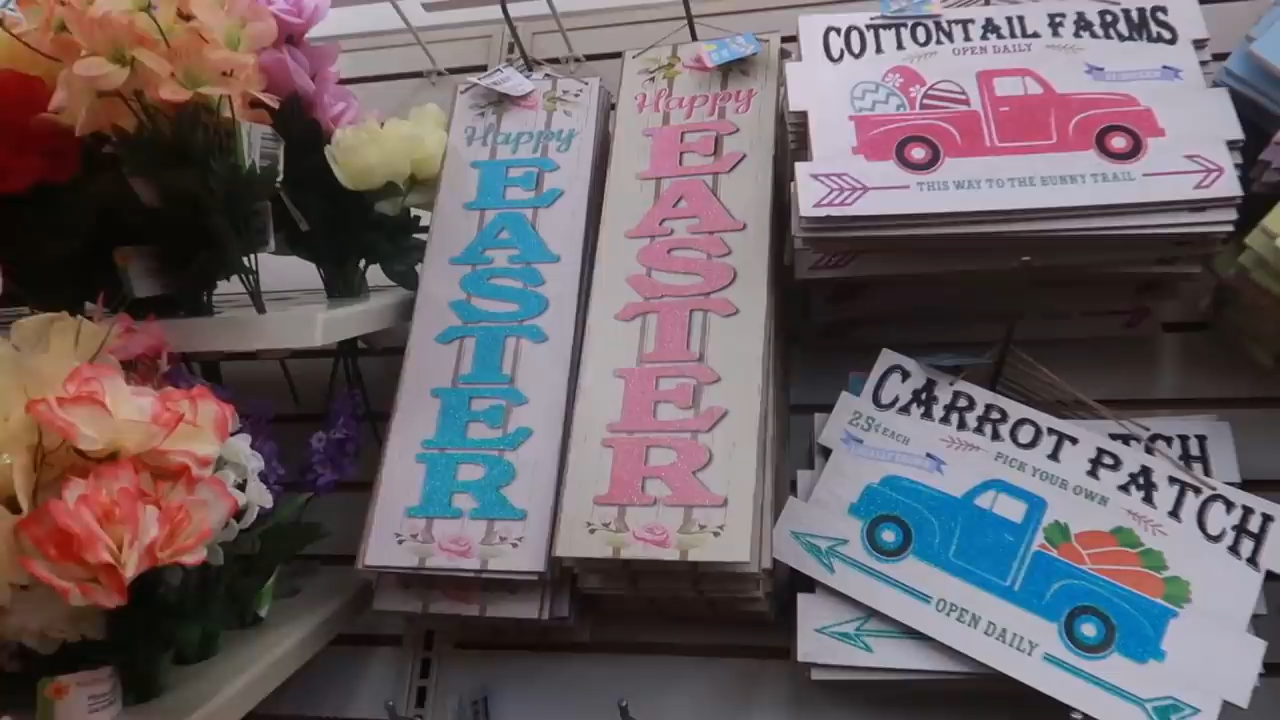 Happy
EASTER
Happy
EASTER
COTTONTAIL FARMS
OPEN DAILY
THIS WAY TO THE BUNNY TRAIL
CARROT PATCH
25¢ EACH
PICK YOUR OWN
OPEN DAILY
TCH